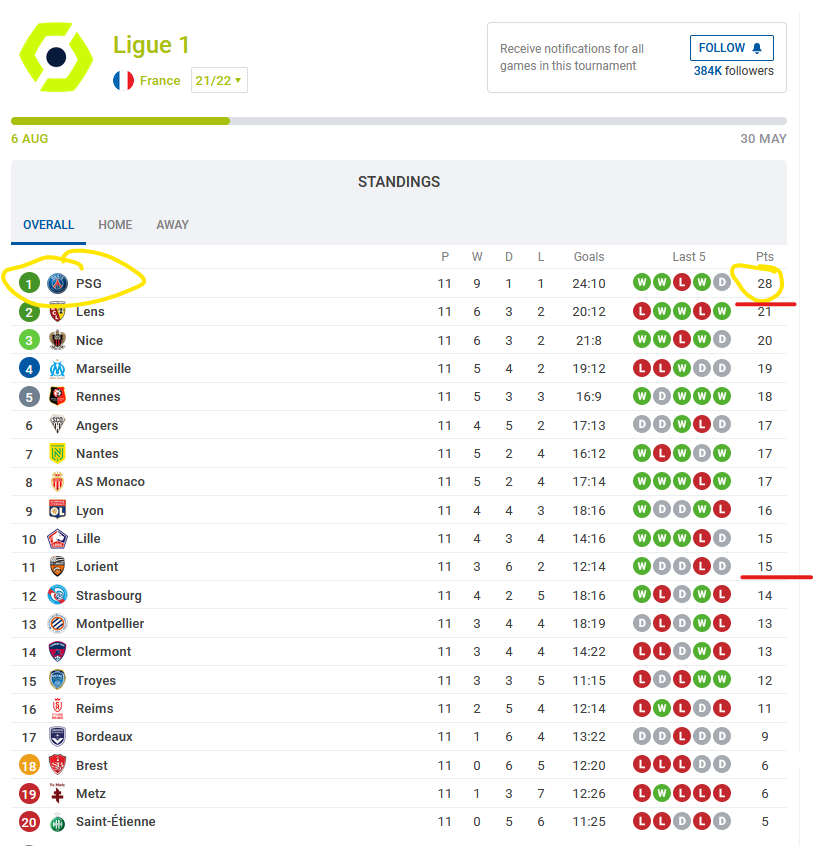 Ligue 1
France 21/22
Receive notifications for all
games in this tournament
FOLLOW
384K followers
6 AUG 30 MAY
STANDINGS
OVERALL HOME AWAY
P W D L Goals Last 5 Pts
1 PSG 11 9 1 1 24:10 W W L W D 28
2 Lens 11 6 3 2 20:12 L W W L W 21
3 Nice 11 6 3 2 21:8 W W L W D 20
4 Marseille 11 5 4 2 19:12 L L W D D 19
5 Rennes 11 5 3 3 16:9 W D W W W 18
6 Angers 11 4 5 2 17:13 D D W L D 17
7 Nantes 11 5 2 4 16:12 W L W D W 17
8 AS Monaco 11 5 2 4 17:14 W W W L W 17
9 Lyon 11 4 4 3 18:16 W D D W L 16
10 Lille 11 4 3 4 14:16 W W W L D 15
11 Lorient 11 3 6 2 12:14 W D D L D 15
12 Strasbourg 11 4 2 5 18:16 W L D W L 14
13 Montpellier 11 3 4 4 18:19 D L D W L 13
14 Clermont 11 3 4 4 14:22 L L D W L 13
15 Troyes 11 3 3 5 11:15 L D L W W 12
16 Reims 11 2 5 4 12:14 L W L D L 11
17 Bordeaux 11 1 6 4 13:22 D D L D D 9
18 Brest 11 0 6 5 12:20 L L L D D 6
19 Metz 11 1 3 7 12:26 L W L L L 6
20 Saint-Étienne 11 0 5 6 11:25 L L D L D 5